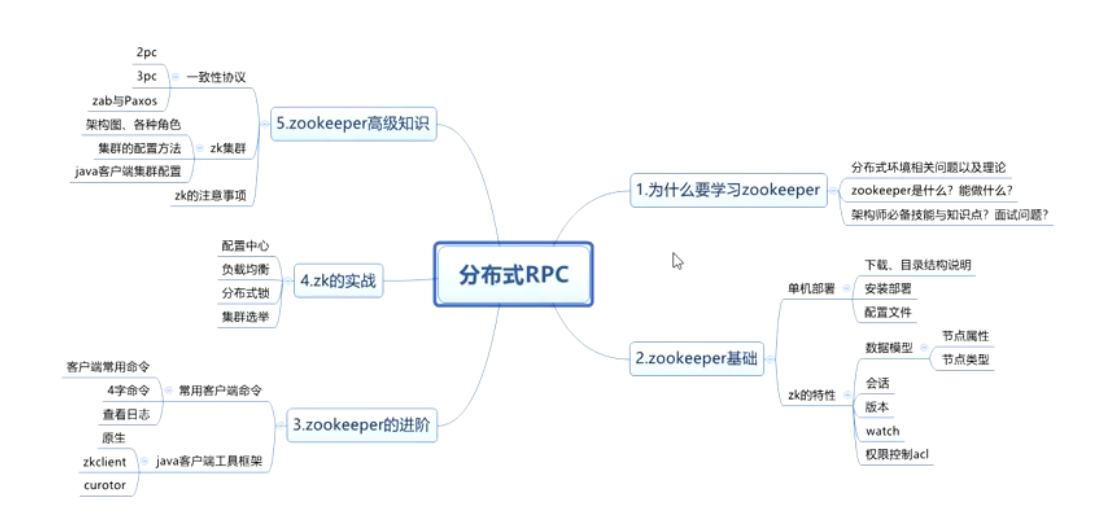 分布式RPC
1.为什么要学习zookeeper
分布式环境相关问题以及理论
zookeeper是什么？能做什么？
架构师必备技能与知识点？面试问题？
2.zookeeper基础
单机部署
下载、目录结构说明
安装部署
配置文件
zk的特性
数据模型
节点属性
节点类型
会话
版本
watch
权限控制acl
3.zookeeper的进阶
常用客户端命令
客户端常用命令
4字命令
查看日志
java客户端工具框架
原生
zkclient
curotor
4.zk的实战
配置中心
负载均衡
分布式锁
集群选举
5.zookeeper高级知识
一致性协议
2pc
3pc
zab与Paxos
zk集群
架构图、各种角色
集群的配置方法
java客户端集群配置
zk的注意事项